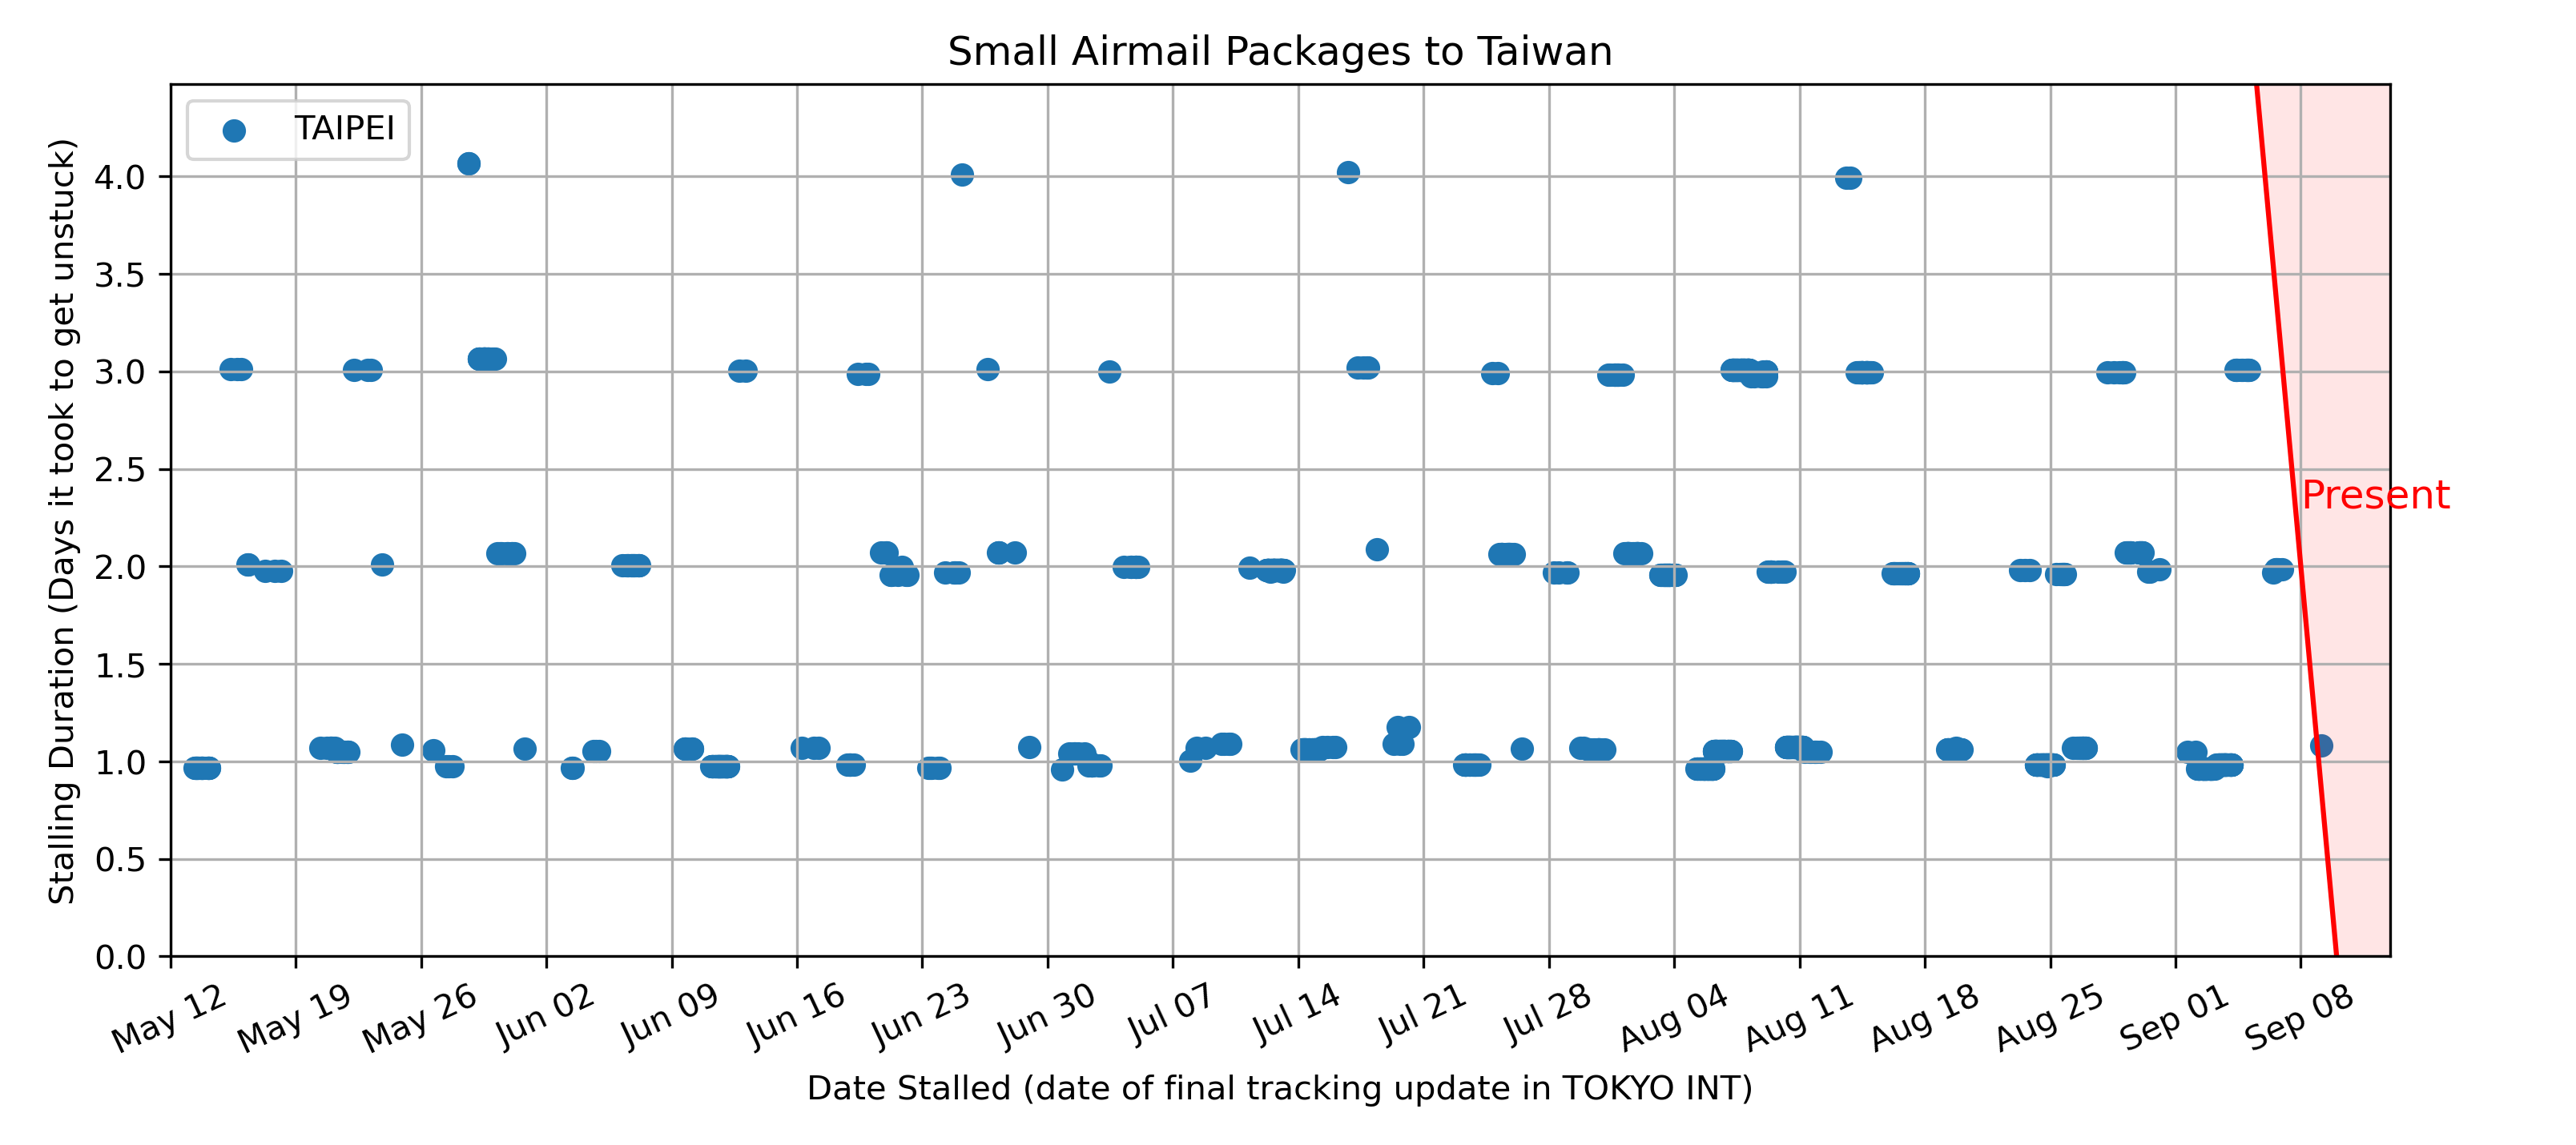 Small Airmail Packages to Taiwan
TAIPEI
Stalling Duration (Days it took to get unstuck)
4.0
3.5
3.0
2.5
2.0
1.5
1.0
0.5
0.0
Present
May 12
May 19
May 26
Jun 02
Jun 09
Jun 16
Jun 23
Jun 30
Jul 07
Jul 14
Jul 21
Jul 28
Aug 04
Aug 11
Aug 18
Aug 25
Sep 01
Sep 08
Date Stalled (date of final tracking update in TOKYO INT)